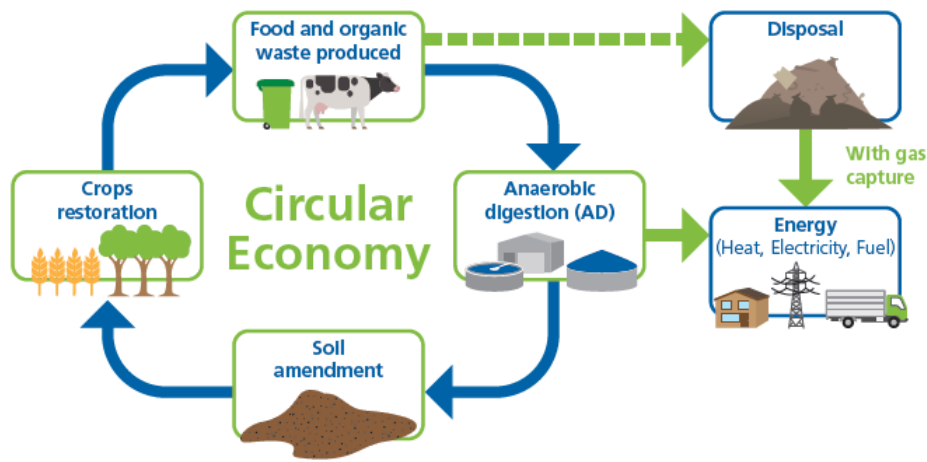 Food and organic
waste produced
Disposal
With gas
capture
Crops
restoration
Circular
Economy
Anaerobic
digestion (AD)
Energy
(Heat, Electricity, Fuel)
Soil
amendment